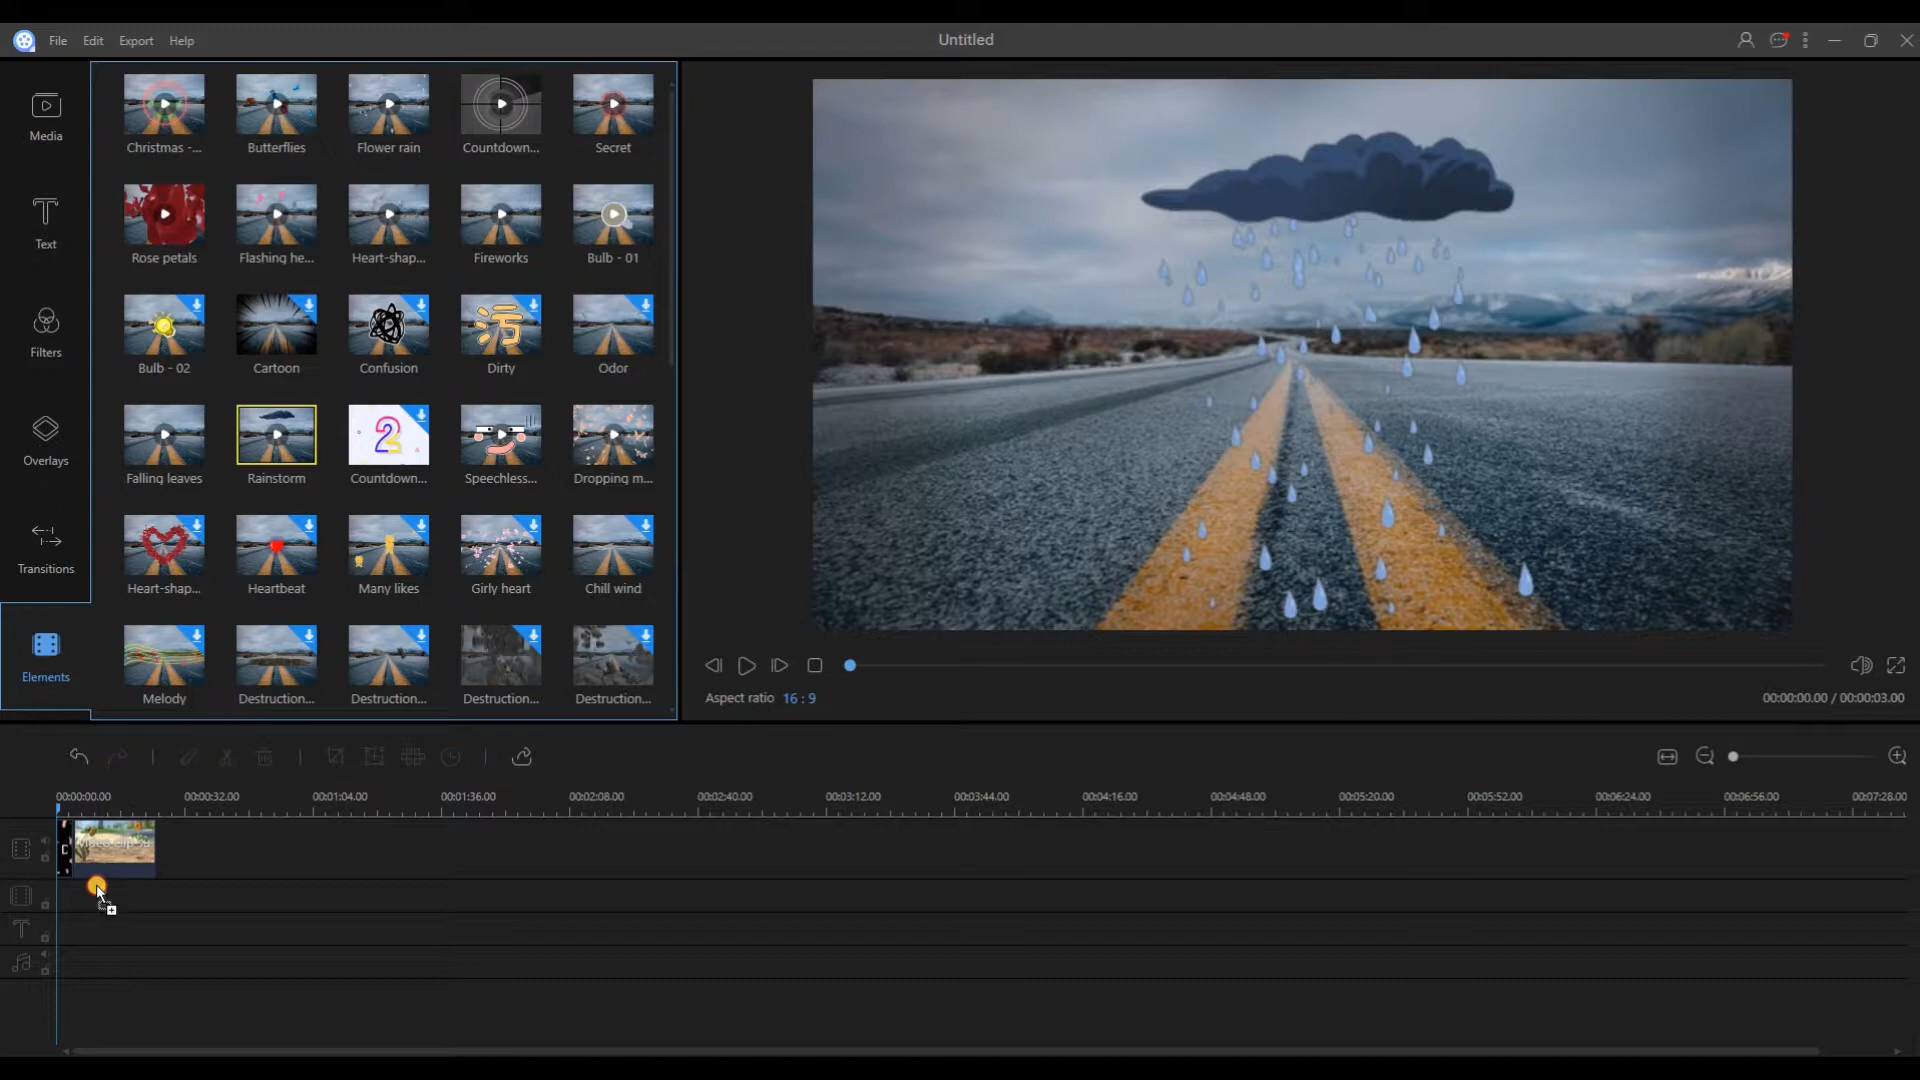 File Edit Export Help
Untitled
Media
Text
Filters
Overlays
Transitions
Elements
Christmas -... Butterflies Flower rain Countdown... Secret
Rose petals Flashing he... Heart-shap... Fireworks Bulb - 01
Bulb - 02 Cartoon Confusion 污 Dirty Odor
Falling leaves Rainstorm 2 Countdown... Speechless... Dropping m...
Heart-shap... Heartbeat Many likes Girly heart Chill wind
Melody Destruction... Destruction... Destruction... Destruction...
Aspect ratio 16 : 9
00:00:00.00 / 00:00:03.00
00:00:00.00 00:00:32.00 00:01:04.00 00:01:36.00 00:02:08.00 00:02:40.00 00:03:12.00 00:03:44.00 00:04:16.00 00:04:48.00 00:05:20.00 00:05:52.00 00:06:24.00 00:06:56.00 00:07:28.00